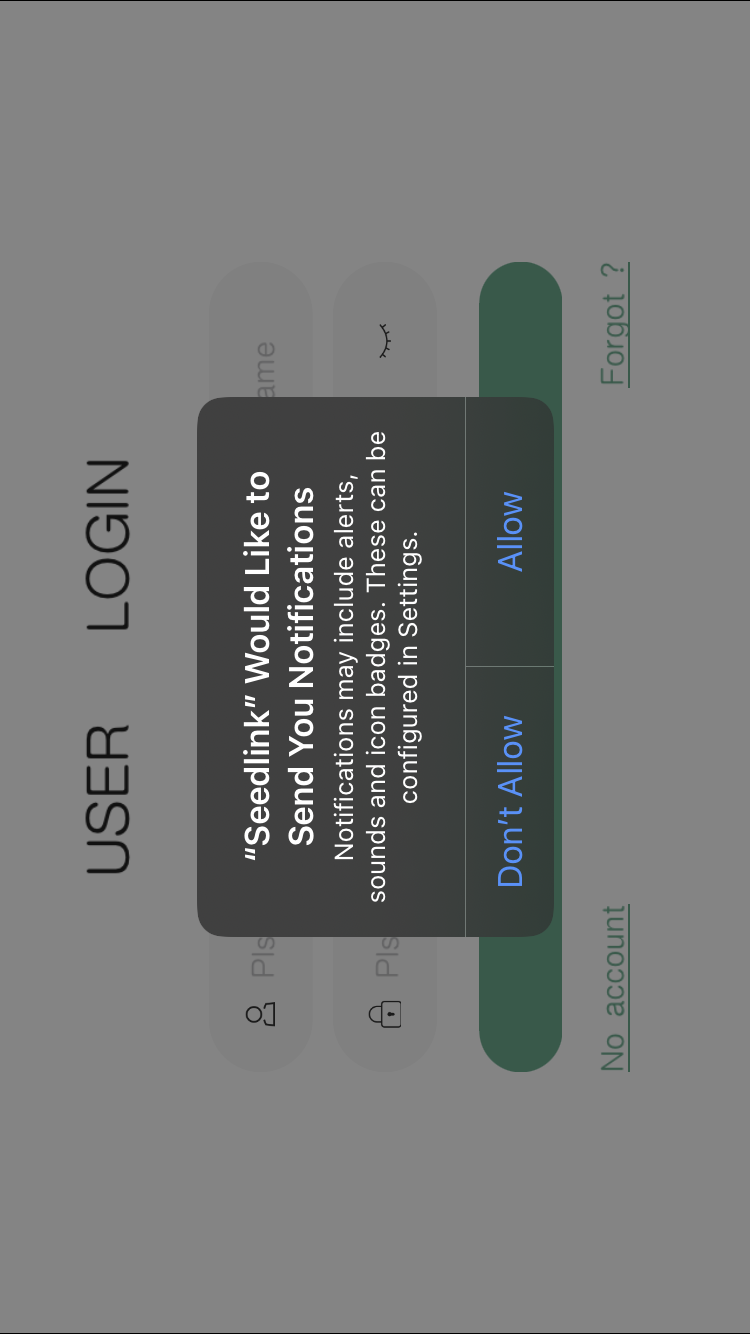 USER LOGIN
Pls
ame
Pls
“Seedlink” Would Like to
Send You Notifications
Notifications may include alerts,
sounds and icon badges. These can be
configured in Settings.
Don’t Allow
Allow
No account
Forgot ?